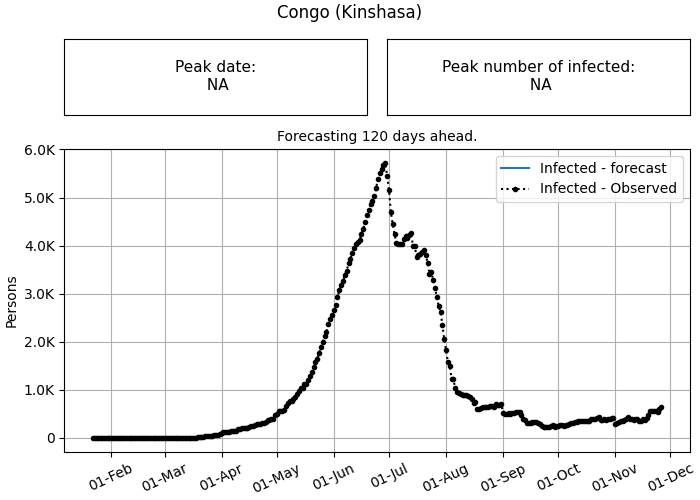 Congo (Kinshasa)
Peak date:
NA
Peak number of infected:
NA
Forecasting 120 days ahead.
Infected - forecast
Infected - Observed
Persons
6.0K
5.0K
4.0K
3.0K
2.0K
1.0K
0
01-Feb
01-Mar
01-Apr
01-May
01-Jun
01-Jul
01-Aug
01-Sep
01-Oct
01-Nov
01-Dec